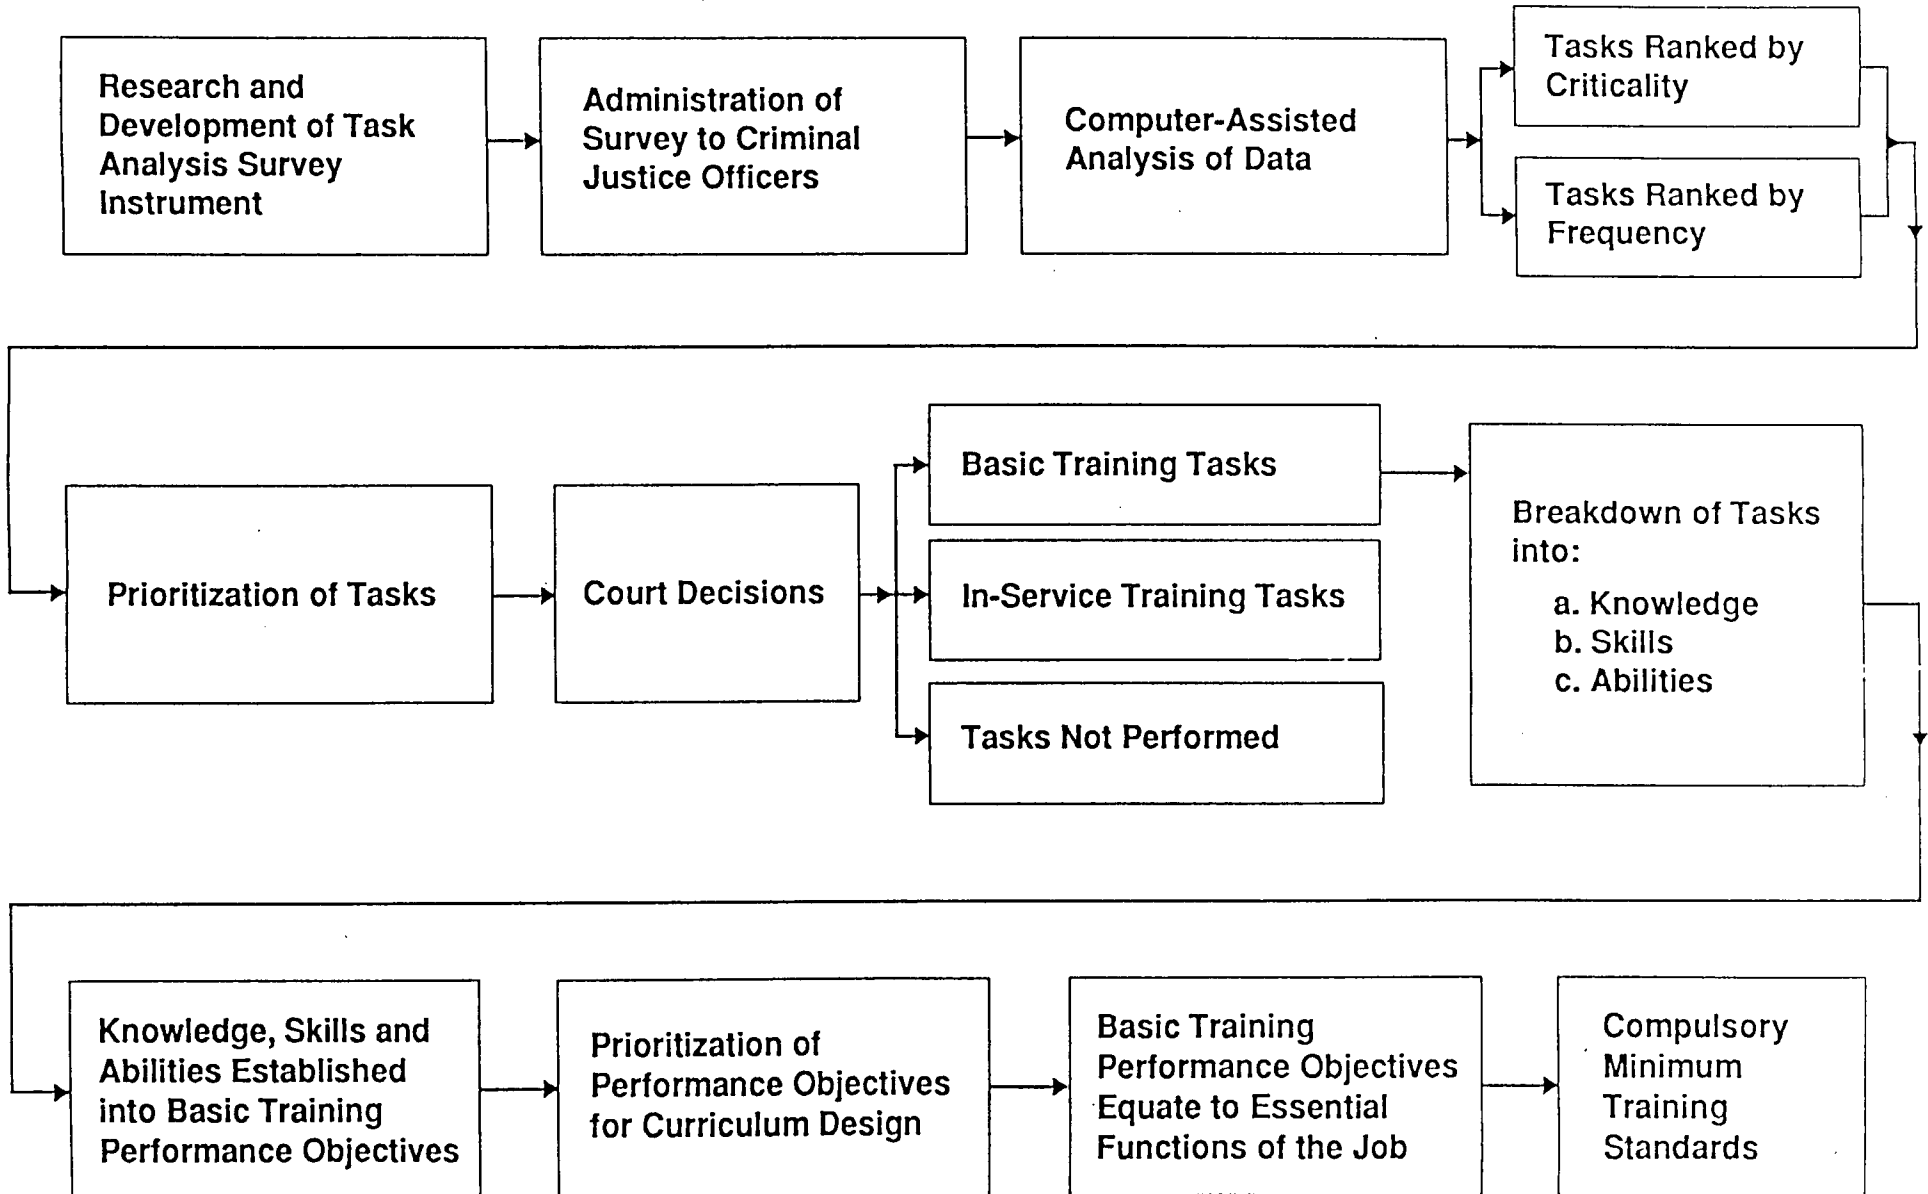 Research and
Development of Task
Analysis Survey
Instrument
Administration of
Survey to Criminal
Justice Officers
Computer-Assisted
Analysis of Data
Tasks Ranked by
Criticality
Tasks Ranked by
Frequency
Prioritization of Tasks
Court Decisions
Basic Training Tasks
In-Service Training Tasks
Tasks Not Performed
Breakdown of Tasks
into:
a. Knowledge
b. Skills
c. Abilities
Knowledge, Skills and
Abilities Established
into Basic Training
Performance Objectives
Prioritization of
Performance Objectives
for Curriculum Design
Basic Training
Performance Objectives
Equate to Essential
Functions of the Job
Compulsory
Minimum
Training
Standards